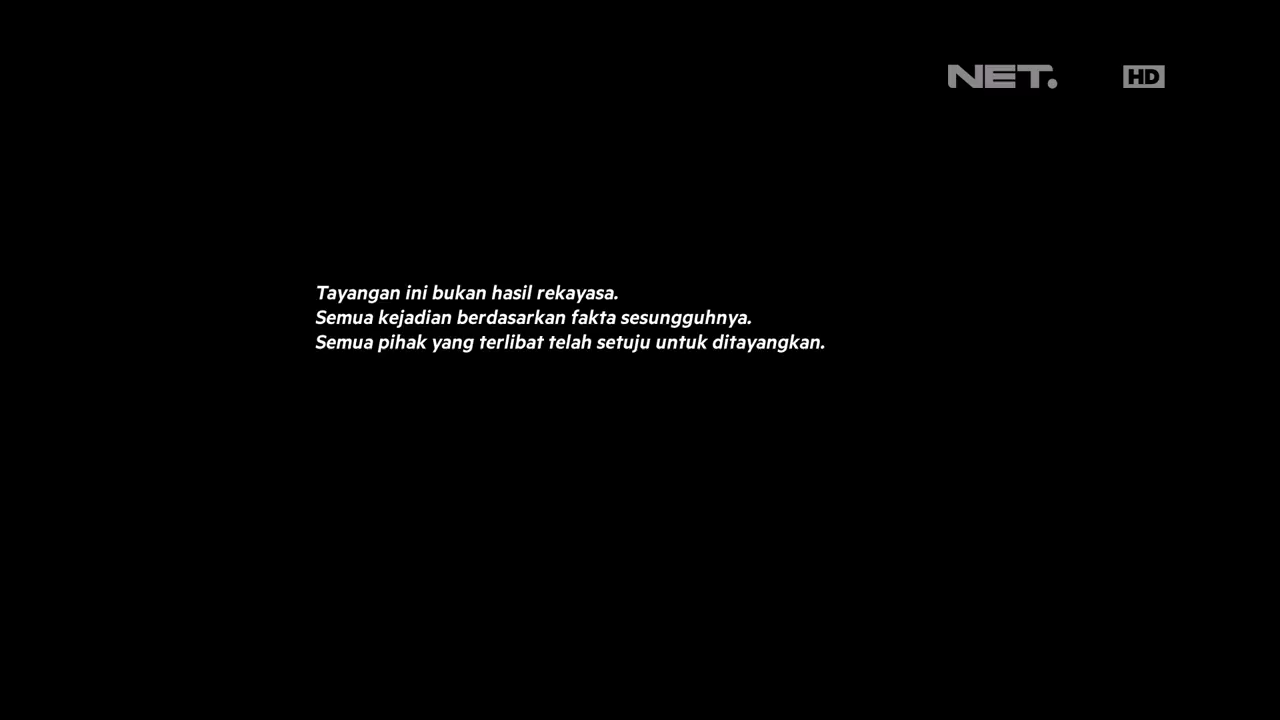 NET. HD
Tayangan ini bukan hasil rekayasa.
Semua kejadian berdasarkan fakta sesungguhnya.
Semua pihak yang terlibat telah setuju untuk ditayangkan.